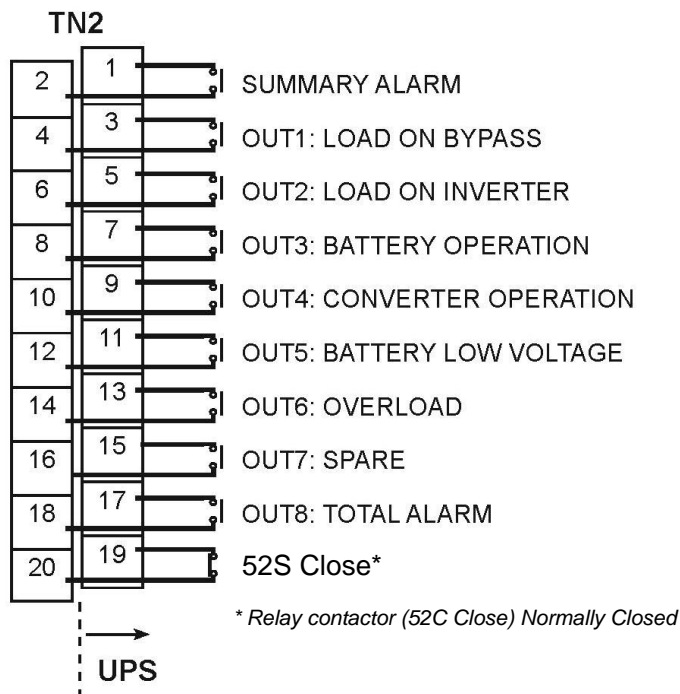 TN2
1
2 SUMMARY ALARM
3
4 OUT1: LOAD ON BYPASS
5
6 OUT2: LOAD ON INVERTER
7
8 OUT3: BATTERY OPERATION
9
10 OUT4: CONVERTER OPERATION
11
12 OUT5: BATTERY LOW VOLTAGE
13
14 OUT6: OVERLOAD
15
16 OUT7: SPARE
17
18 OUT8: TOTAL ALARM
19
20 52S Close*
* Relay contactor (52C Close) Normally Closed
UPS